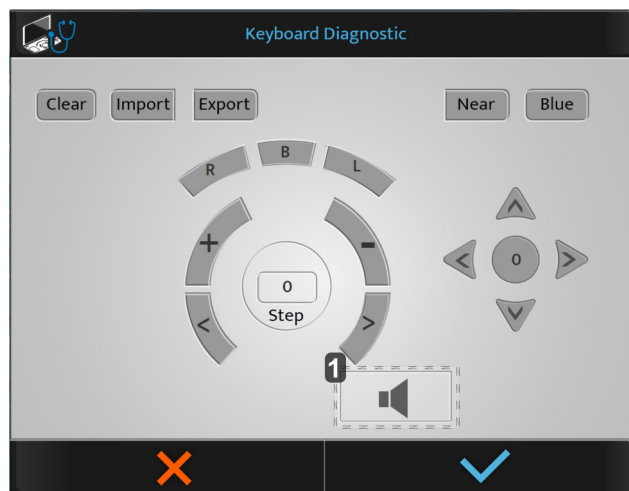 Keyboard Diagnostic
Clear Import Export Near Blue
R B L
+ -
0 0
Step
< >
1